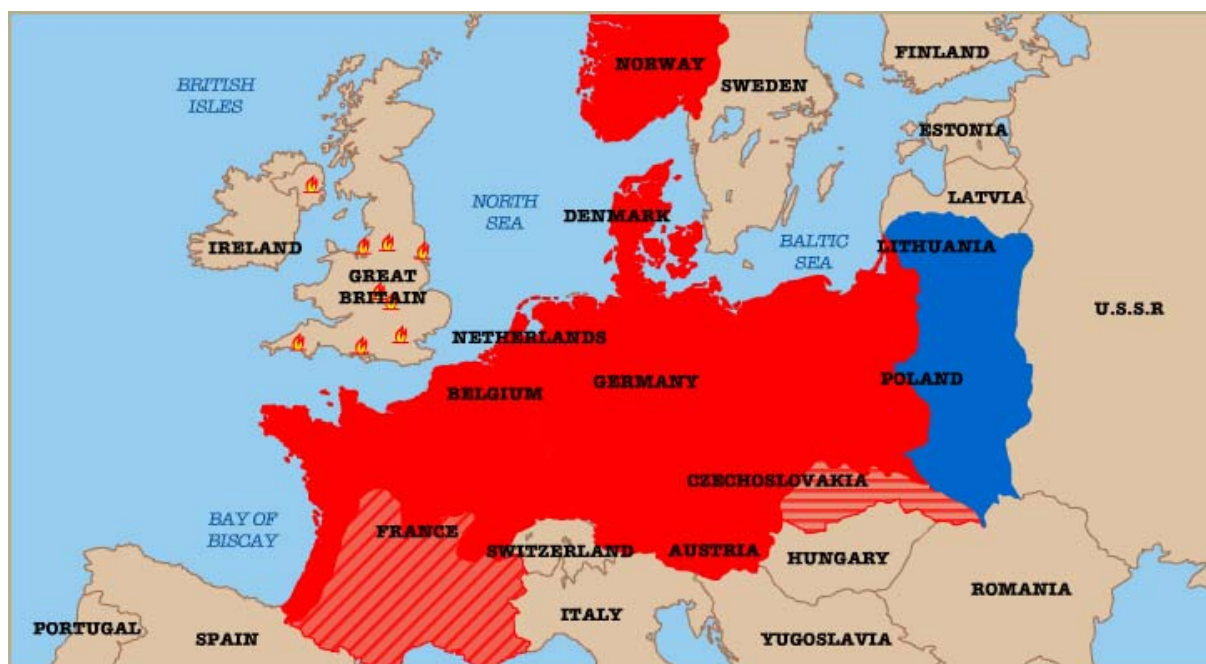 NORWAY
FINLAND
SWEDEN
BRITISH
ISLES
ESTONIA
LATVIA
NORTH
SEA
DENMARK
BALTIC
SEA
LITHUANIA
IRELAND
GREAT
BRITAIN
U.S.S.R
NETHERLANDS
GERMANY
POLAND
BELGIUM
CZECHOSLOVAKIA
BAY OF
BISCAY
FRANCE
SWITZERLAND
AUSTRIA
HUNGARY
ROMANIA
ITALY
PORTUGAL
SPAIN
YUGOSLAVIA